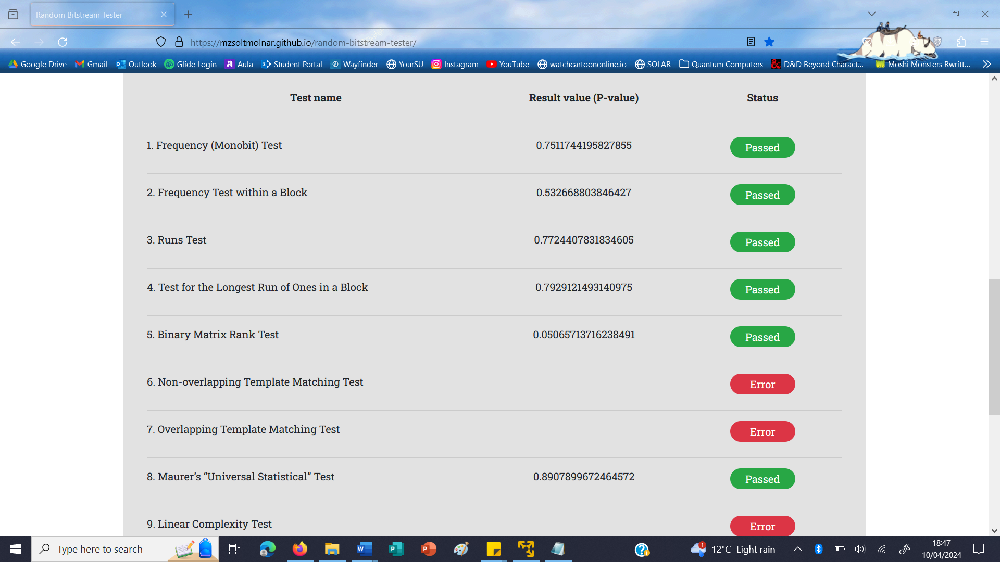 Random Bitstream Tester
https://mzsoltmolnar.github.io/random-bitstream-tester/
Google Drive Gmail Outlook Glide Login Aula Student Portal Wayfinder YourSU Instagram YouTube watchcartoononline.io SOLAR Quantum Computers D&D Beyond Charact... Moshi Monsters Rwritt...
Test name Result value (P-value) Status
1. Frequency (Monobit) Test 0.7511744195827855 Passed
2. Frequency Test within a Block 0.532668803846427 Passed
3. Runs Test 0.7724407831834605 Passed
4. Test for the Longest Run of Ones in a Block 0.7929121493140975 Passed
5. Binary Matrix Rank Test 0.05065713716238491 Passed
6. Non-overlapping Template Matching Test Error
7. Overlapping Template Matching Test Error
8. Maurer’s “Universal Statistical” Test 0.8907899672464572 Passed
9. Linear Complexity Test Error
Type here to search 1 12°C Light rain 18:47
10/04/2024